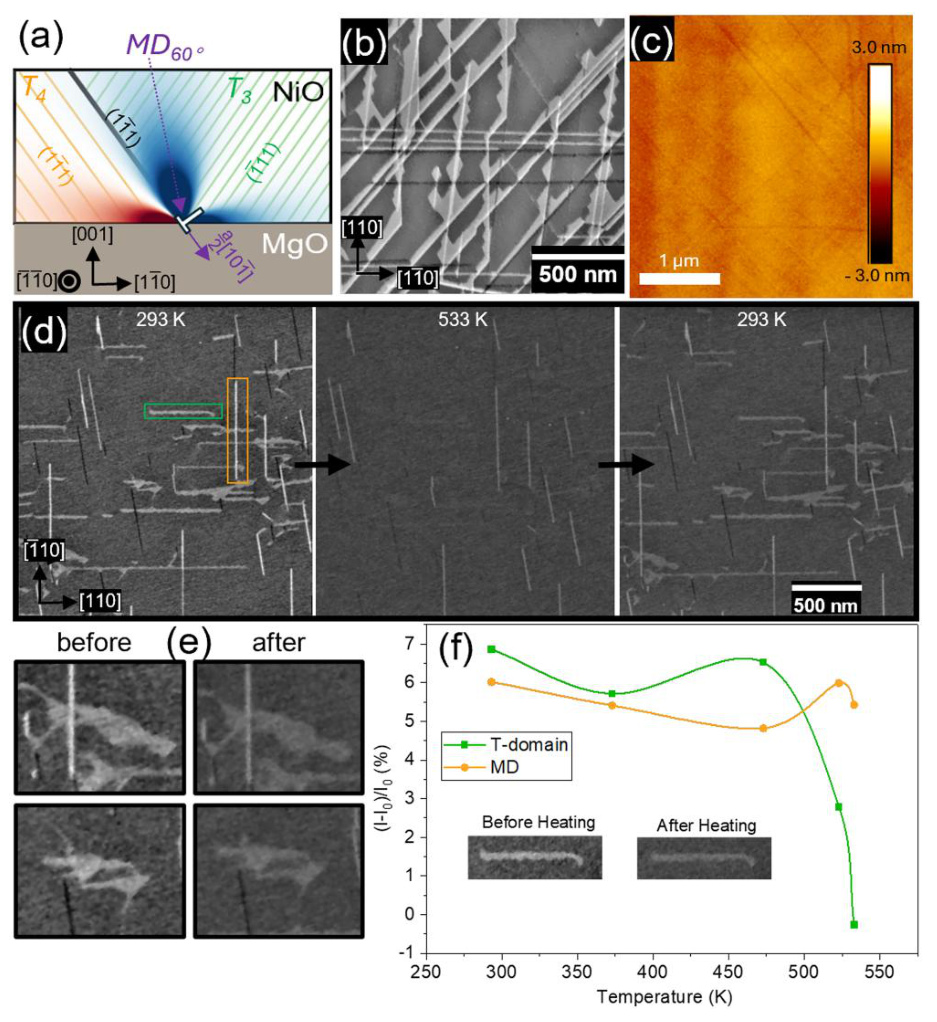 (a)
MD60°
T4
T3
NiO
(11̄1)
(11̄1)
(1̄11)
MgO
a/2[101̄]
[001]
[1̄1̄0]
[11̄0]
(b)
[110]
[11̄0]
500 nm
(c)
3.0 nm
- 3.0 nm
1 µm
(d)
293 K
533 K
293 K
[1̄10]
[110]
500 nm
before
(e)
after
(f)
7
6
5
4
3
2
1
0
-1
(I-I0)/I0 (%)
T-domain
MD
Before Heating
After Heating
250
300
350
400
450
500
550
Temperature (K)